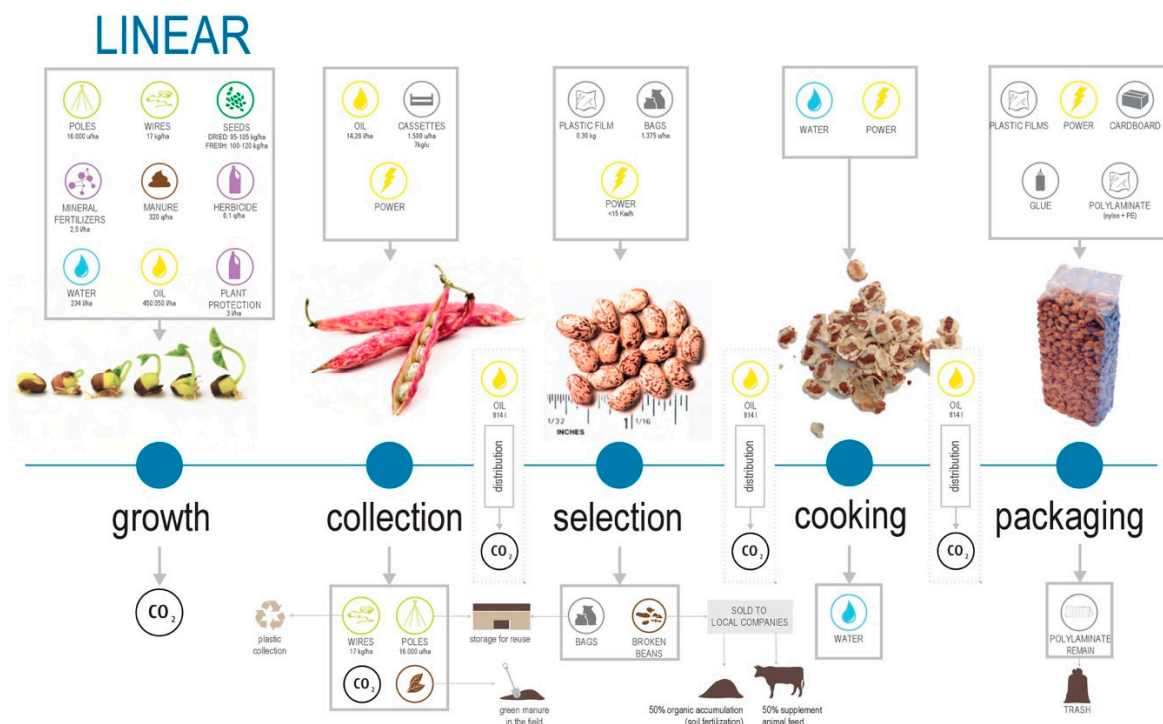 LINEAR
POLES
16.000 u/ha
WIRES
17 kg/ha
SEEDS
DRIED: 95-105 kg/ha
FRESH: 100-120 kg/ha
MINERAL
FERTILIZERS
2,5 l/ha
MANURE
320 q/ha
HERBICIDE
0,1 q/ha
WATER
234 l/ha
OIL
450.050 l/ha
PLANT
PROTECTION
3 l/ha
OIL
14,28 l/ha
CASSETTES
1.500 u/ha
7kg/u
POWER
PLASTIC FILM
0,30 kg
BAGS
1.375 u/ha
POWER
<15 Kw/h
WATER
POWER
PLASTIC FILMS
POWER
CARDBOARD
GLUE
POLYLAMINATE
(nylon + PE)
1/32
INCHES
1
1/16
OIL
814 l
distribution
CO2
OIL
814 l
distribution
CO2
OIL
814 l
distribution
CO2
growth
collection
selection
cooking
packaging
CO2
plastic
collection
WIRES
17 kg/ha
POLES
16.000 u/ha
CO2
storage for reuse
green manure
in the field
BAGS
BROKEN
BEANS
SOLD TO
LOCAL COMPANIES
50% organic accumulation
(soil fertilization)
50% supplement
animal feed
WATER
POLYLAMINATE
REMAIN
TRASH